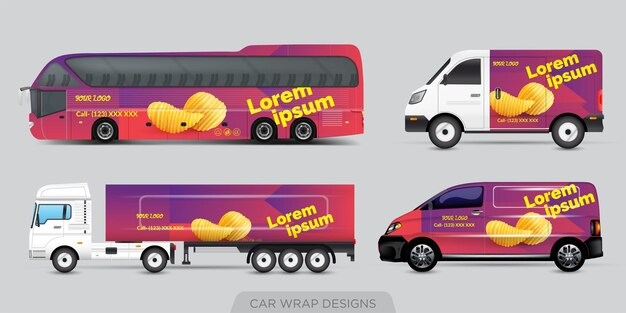 YOUR LOGO
Call- (123) XXX XXX
Lorem
ipsum
YOUR LOGO
Call- (123) XXX XXX
Lorem
ipsum
YOUR LOGO
Call- (123) XXX XXX
Lorem
ipsum
YOUR LOGO
Call- (123) XXX XXX
Lorem
ipsum
CAR WRAP DESIGNS